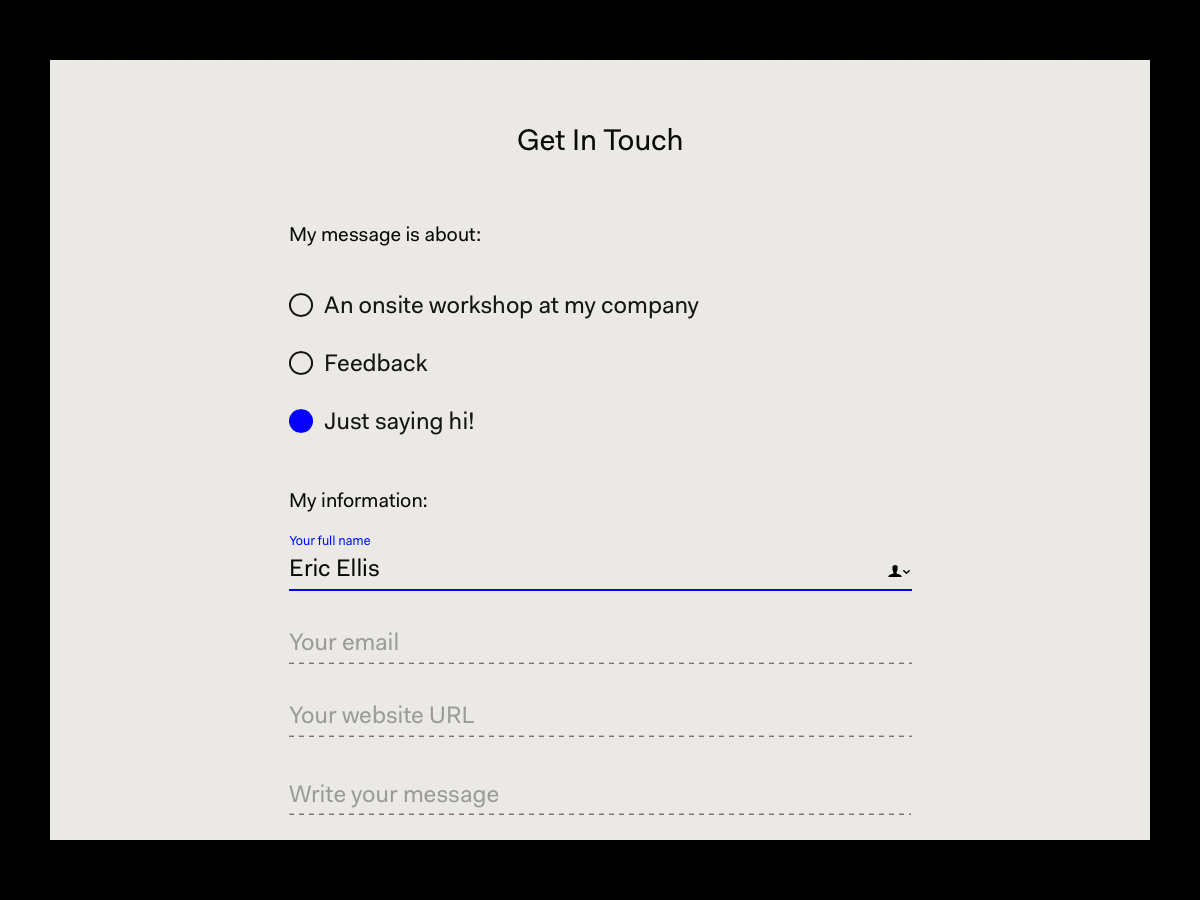 Get In Touch
My message is about:
An onsite workshop at my company
Feedback
Just saying hi!
My information:
Your full name
Eric Ellis
Your email
Your website URL
Write your message